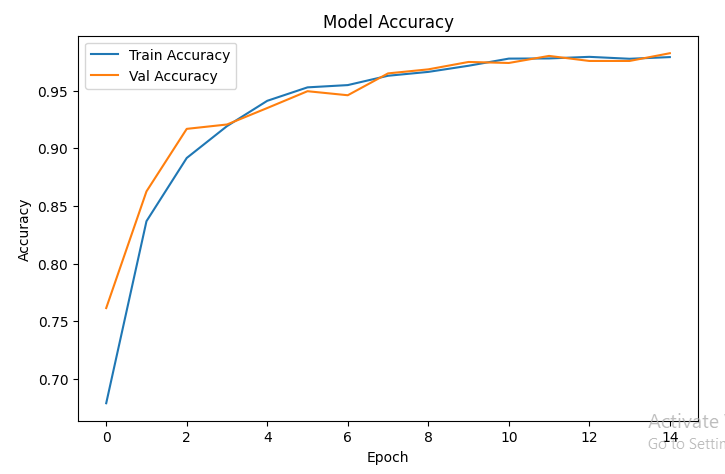 Model Accuracy
Train Accuracy
Val Accuracy
0.95
0.90
0.85
0.80
0.75
0.70
Accuracy
0 2 4 6 8 10 12 14
Epoch
Activate
Go to